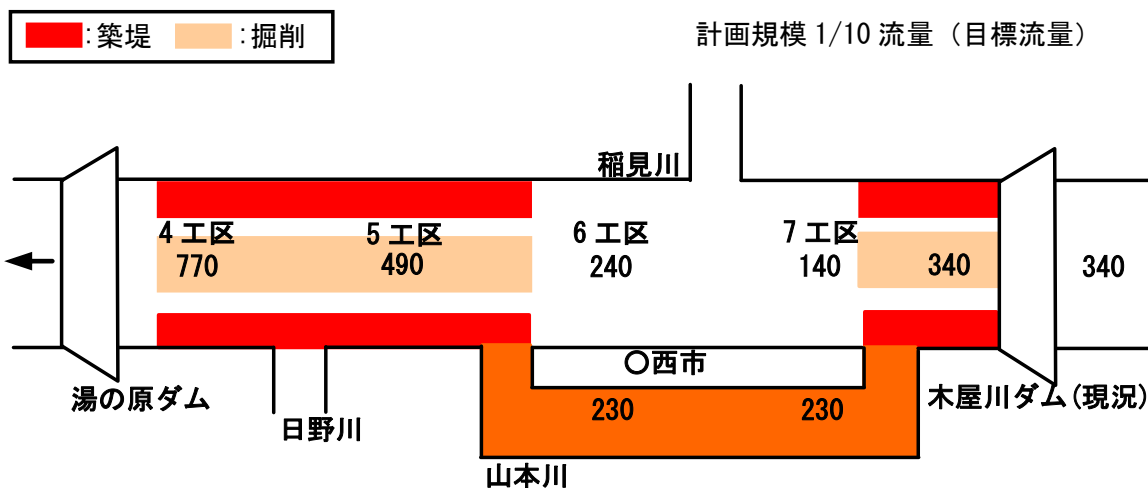 :築堤 :掘削
計画規模 1/10 流量（目標流量）
稲見川
4 工区 5 工区 6 工区 7 工区
770 490 240 140 340 340
○西市
湯の原ダム 木屋川ダム(現況)
230 230
日野川
山本川